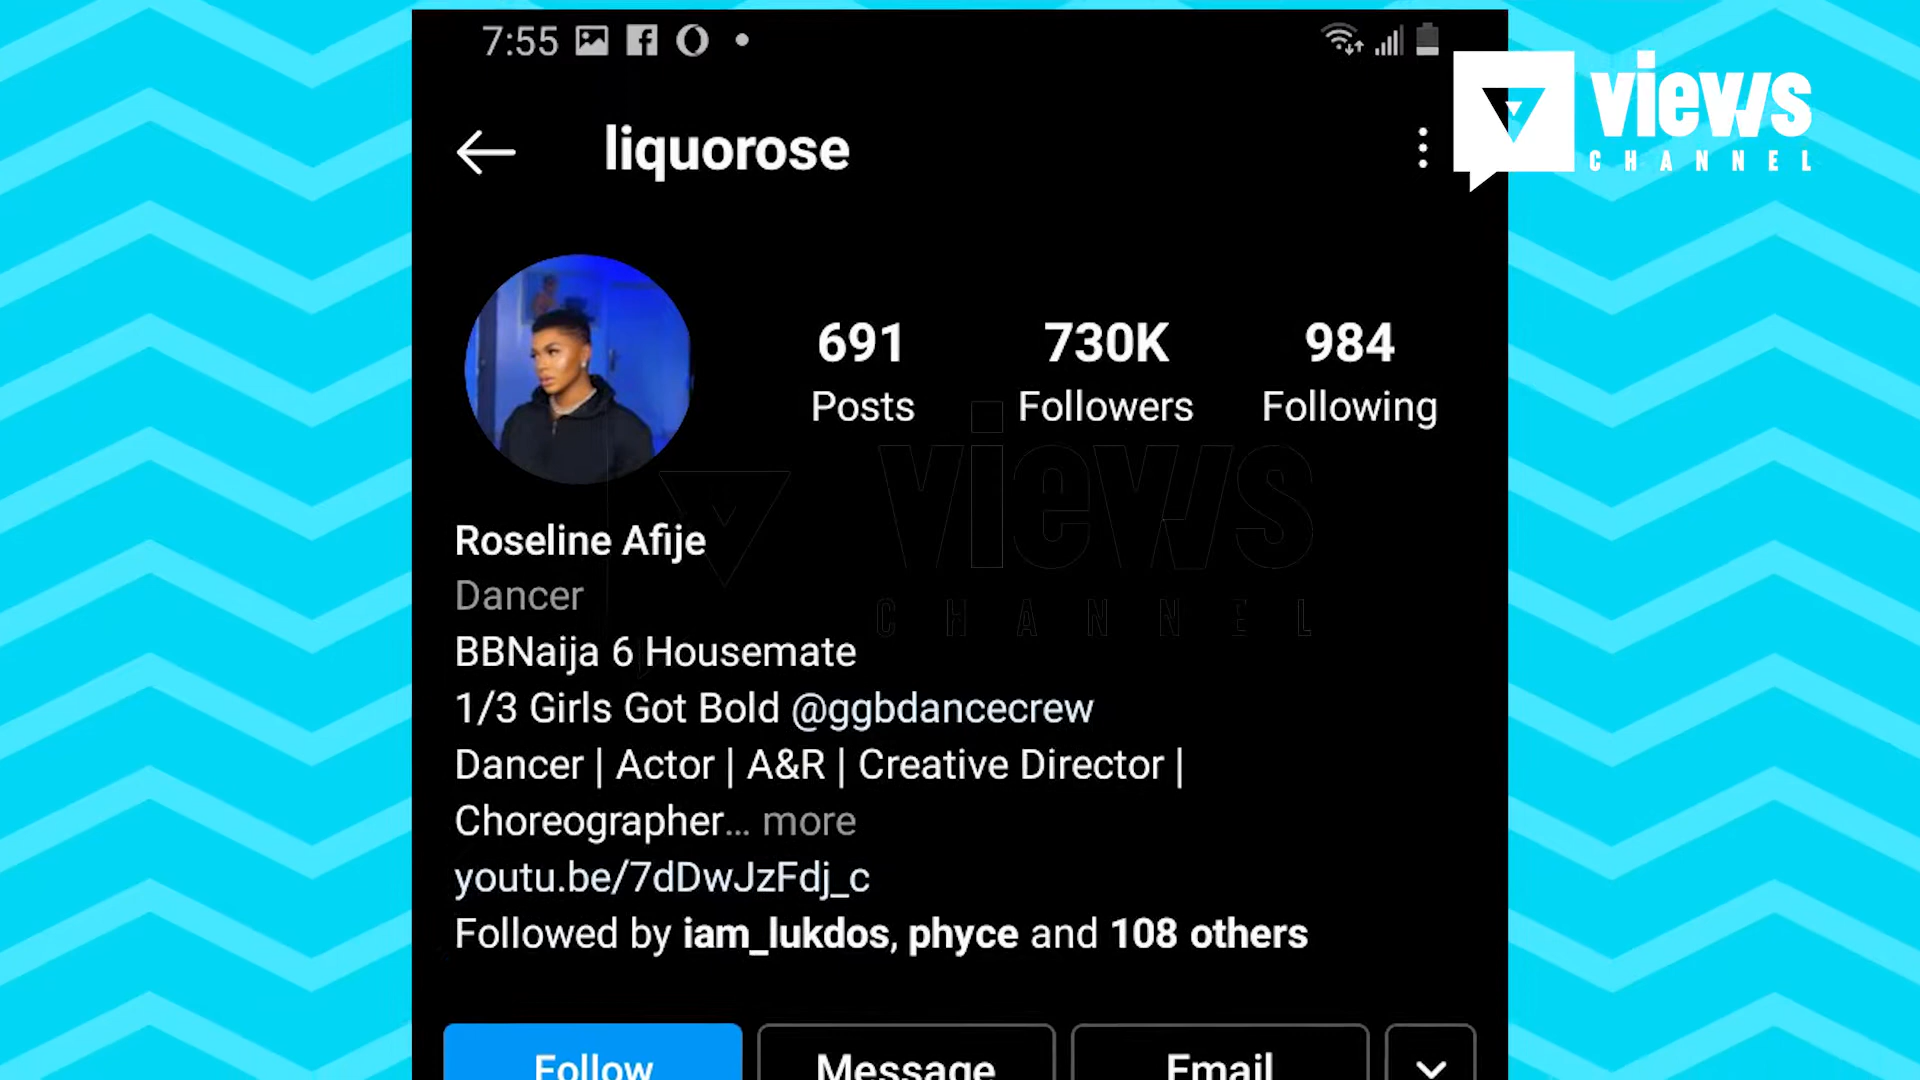 7:55
views
CHANNEL
liquorose
691
730K
984
Posts
Followers
Following
views
CHANNEL
Roseline Afije
Dancer
BBNaija 6 Housemate
1/3 Girls Got Bold @ggbdancecrew
Dancer | Actor | A&R | Creative Director |
Choreographer... more
youtu.be/7dDwJzFdj_c
Followed by iam_lukdos, phyce and 108 others
Follow
Message
Email